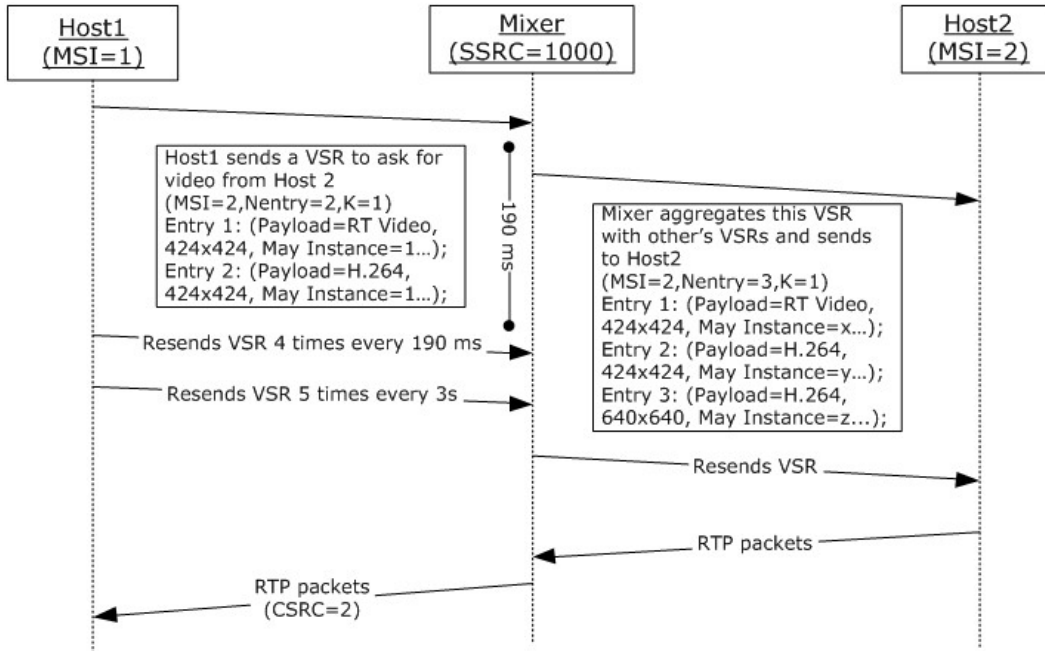 Host1
(MSI=1)
Mixer
(SSRC=1000)
Host2
(MSI=2)
Host1 sends a VSR to ask for
video from Host 2
(MSI=2,Nentry=2,K=1)
Entry 1: (Payload=RT Video,
424x424, May Instance=1...);
Entry 2: (Payload=H.264,
424x424, May Instance=1...);
190 ms
Mixer aggregates this VSR
with other's VSRs and sends
to Host2
(MSI=2,Nentry=3,K=1)
Entry 1: (Payload=RT Video,
424x424, May Instance=x...);
Entry 2: (Payload=H.264,
424x424, May Instance=y...);
Entry 3: (Payload=H.264,
640x640, May Instance=z...);
Resends VSR 4 times every 190 ms
Resends VSR 5 times every 3s
Resends VSR
RTP packets
RTP packets
(CSRC=2)